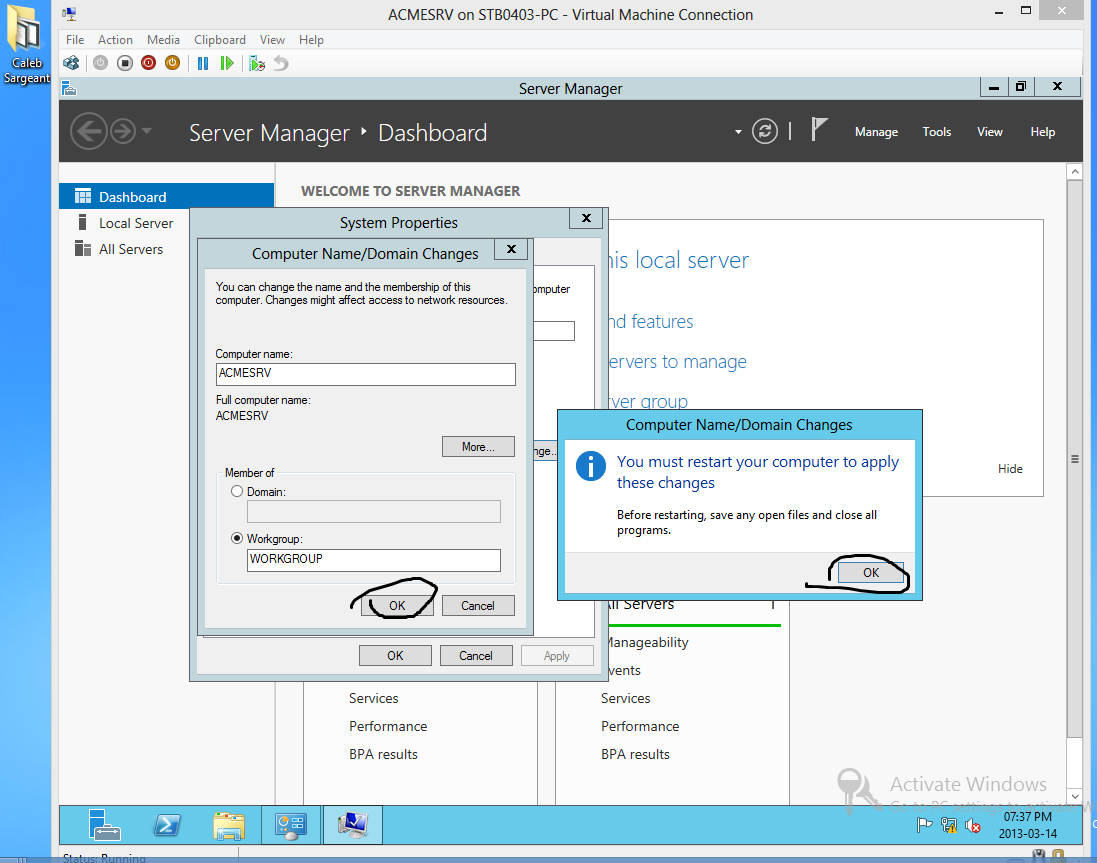 ACMESRV on STB0403-PC - Virtual Machine Connection
Caleb
Sargeant
File Action Media Clipboard View Help
Server Manager
Server Manager Dashboard
Manage Tools View Help
Dashboard
Local Server
All Servers
WELCOME TO SERVER MANAGER
System Properties
x
Computer Name/Domain Changes
x
his local server
You can change the name and the membership of this
computer. Changes might affect access to network resources.
omputer
nd features
Computer name:
ACMESRV
ervers to manage
Full computer name:
ACMESRV
ver group
More...
nge...
Member of
Domain:
Workgroup:
WORKGROUP
OK Cancel
OK Cancel Apply
Computer Name/Domain Changes
You must restart your computer to apply
these changes
Before restarting, save any open files and close all
programs.
OK
Hide
All Servers 1
Manageability
vents
Services
Performance
BPA results
Services
Performance
BPA results
Activate Windows
Go to PC settings to activate W
07:37 PM
2013-03-14
Status: Running